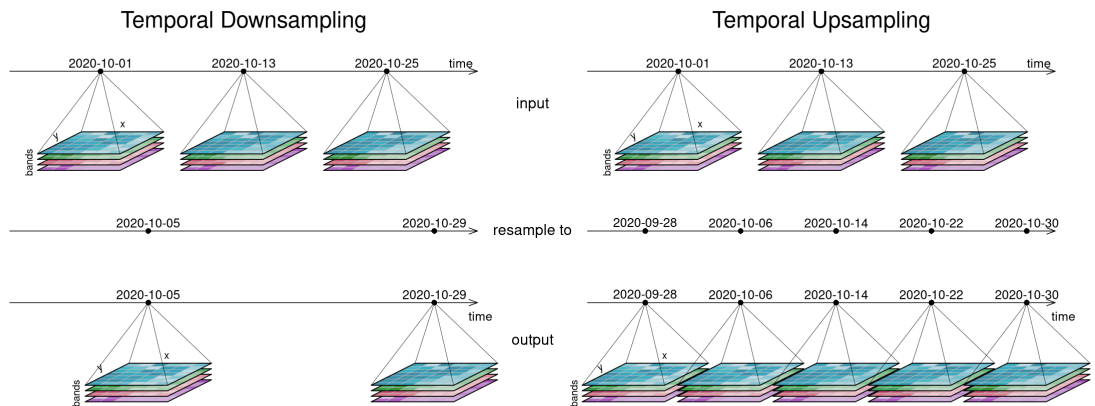 Temporal Downsampling
Temporal Upsampling
2020-10-01 2020-10-13 2020-10-25 time
2020-10-01 2020-10-13 2020-10-25 time
input
y x
bands
y x
bands
2020-10-05 2020-10-29
resample to
2020-09-28 2020-10-06 2020-10-14 2020-10-22 2020-10-30
2020-10-05 2020-10-29
time
2020-09-28 2020-10-06 2020-10-14 2020-10-22 2020-10-30
time
output
y x
bands
y x
bands